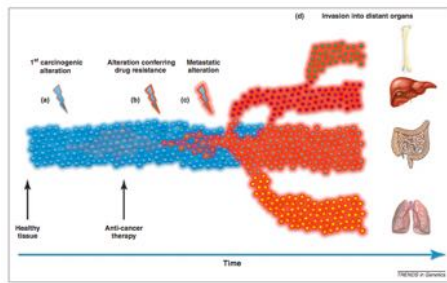 (d) Invasion into distant organs
1st carcinogenic
alteration
Alteration conferring
drug resistance
Metastatic
alteration
(a)
(b)
(c)
Healthy
tissue
Anti-cancer
therapy
Time
TRENDS in Genetics